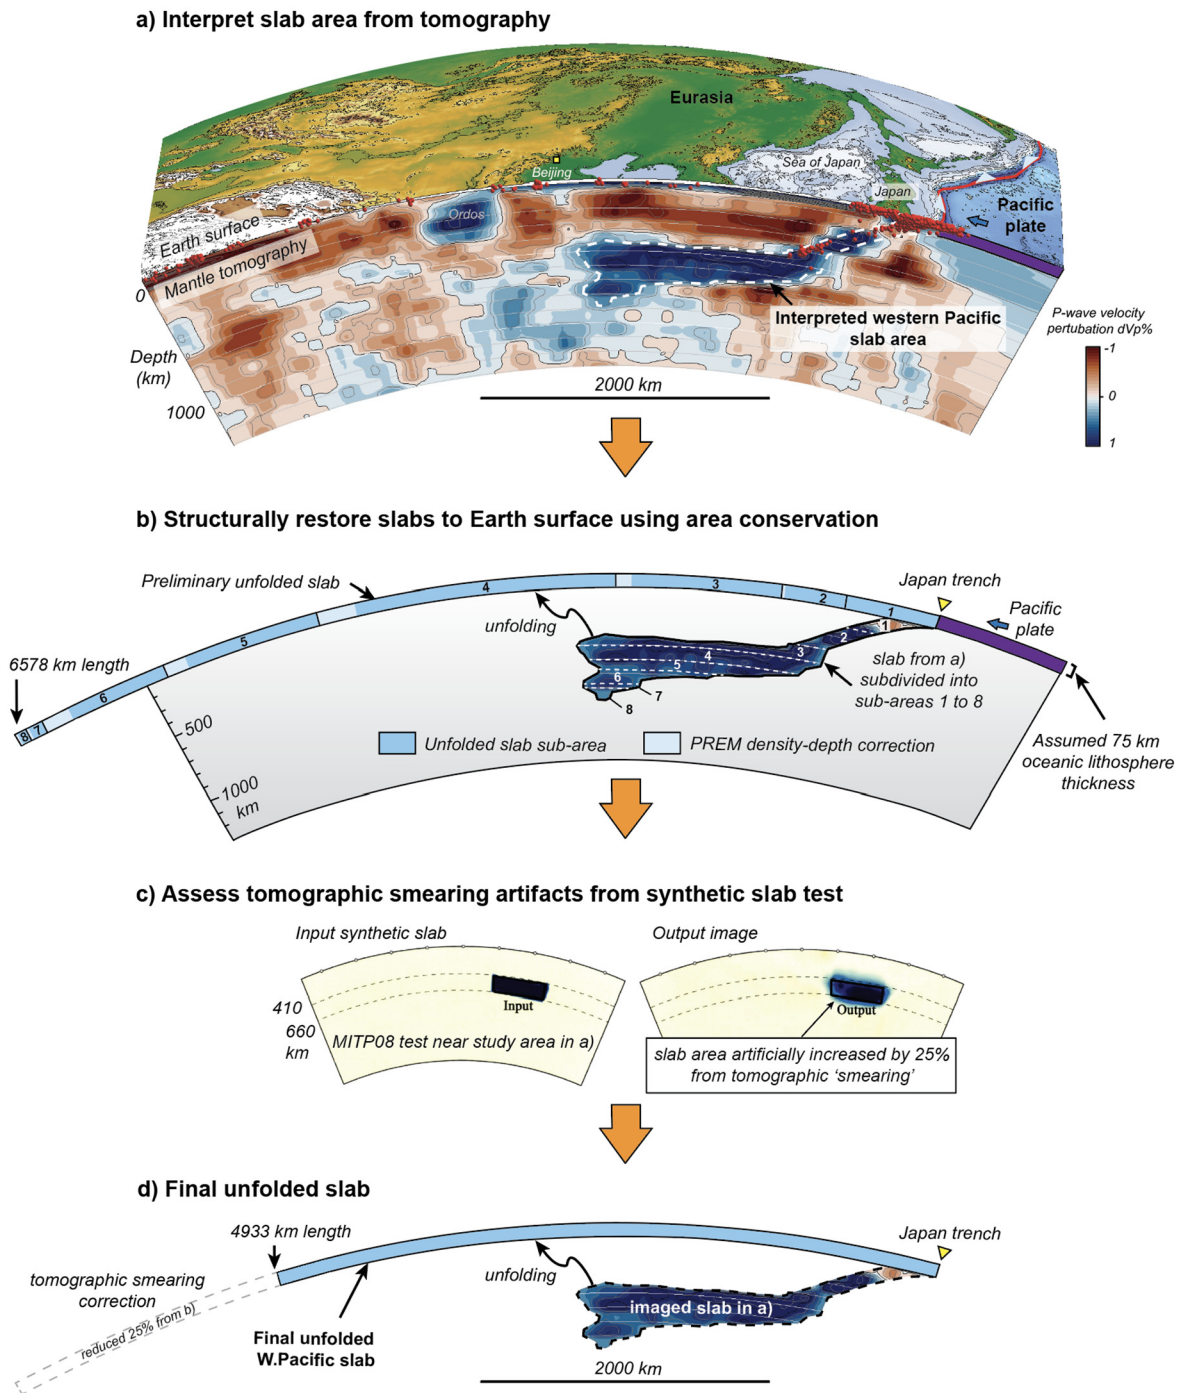 a) Interpret slab area from tomography
Eurasia
Sea of Japan
Beijing
Japan
Pacific
plate
Ordos
Earth surface
Mantle tomography
0
Depth
(km)
1000
Interpreted western Pacific
slab area
2000 km
P-wave velocity
pertubation dVp%
-1
0
1
b) Structurally restore slabs to Earth surface using area conservation
Preliminary unfolded slab
4
3
2
1
Japan trench
Pacific
plate
unfolding
5
6578 km length
6
7
8
1
2
3
4
5
6
7
8
slab from a)
subdivided into
sub-areas 1 to 8
500
1000
km
Unfolded slab sub-area
PREM density-depth correction
Assumed 75 km
oceanic lithosphere
thickness
c) Assess tomographic smearing artifacts from synthetic slab test
Input synthetic slab
Output image
410
660
km
Input
Output
MITP08 test near study area in a)
slab area artificially increased by 25%
from tomographic ‘smearing’
d) Final unfolded slab
4933 km length
Japan trench
tomographic smearing
correction
unfolding
reduced 25% from b)
imaged slab in a)
Final unfolded
W.Pacific slab
2000 km